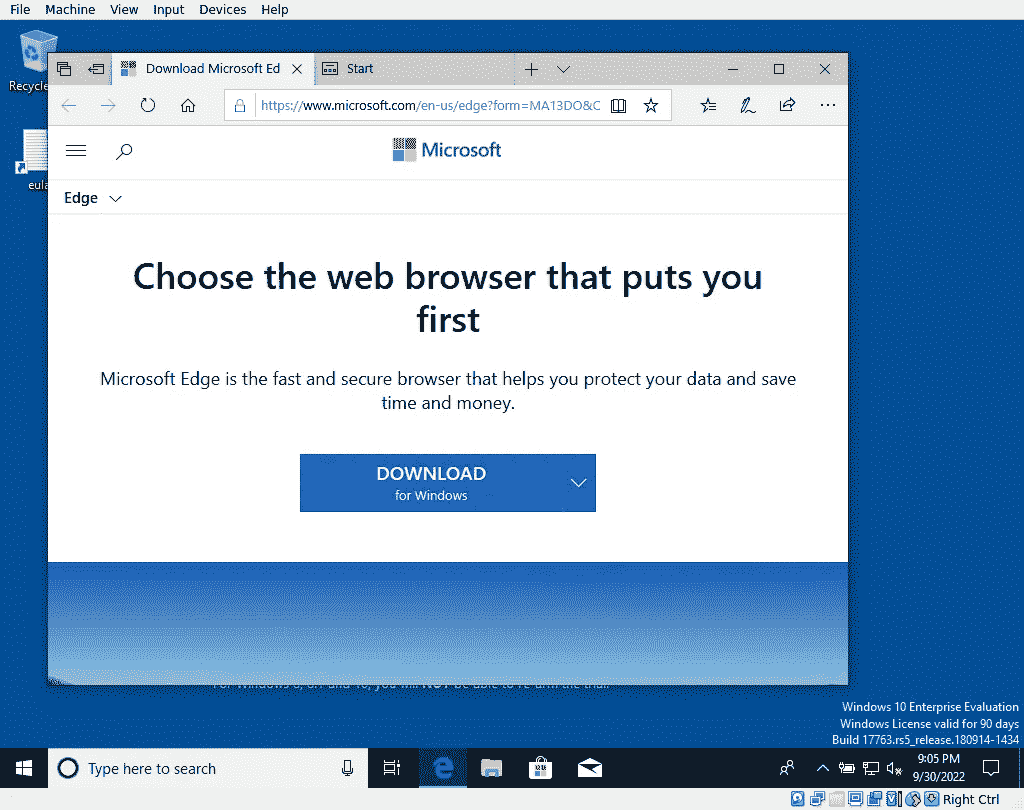 File Machine View Input Devices Help
Recycle
Download Microsoft Ed
Start
https://www.microsoft.com/en-us/edge?form=MA13DO&C
Microsoft
eula
Edge
Choose the web browser that puts you
first
Microsoft Edge is the fast and secure browser that helps you protect your data and save
time and money.
DOWNLOAD
for Windows
Windows 10 Enterprise Evaluation
Windows License valid for 90 days
Build 17763.rs5_release.180914-1434
Type here to search
9:05 PM
9/30/2022
Right Ctrl